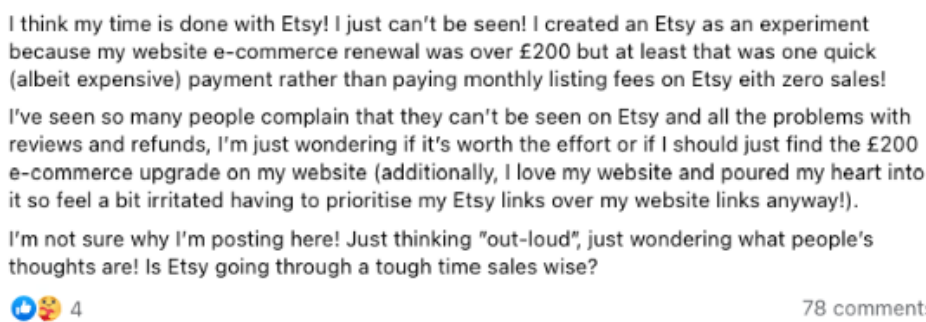 I think my time is done with Etsy! I just can't be seen! I created an Etsy as an experiment
because my website e-commerce renewal was over £200 but at least that was one quick
(albeit expensive) payment rather than paying monthly listing fees on Etsy eith zero sales!
I've seen so many people complain that they can't be seen on Etsy and all the problems with
reviews and refunds, I'm just wondering if it's worth the effort or if I should just find the £200
e-commerce upgrade on my website (additionally, I love my website and poured my heart into
it so feel a bit irritated having to prioritise my Etsy links over my website links anyway!).
I'm not sure why I'm posting here! Just thinking "out-loud", just wondering what people's
thoughts are! Is Etsy going through a tough time sales wise?
4
78 comments